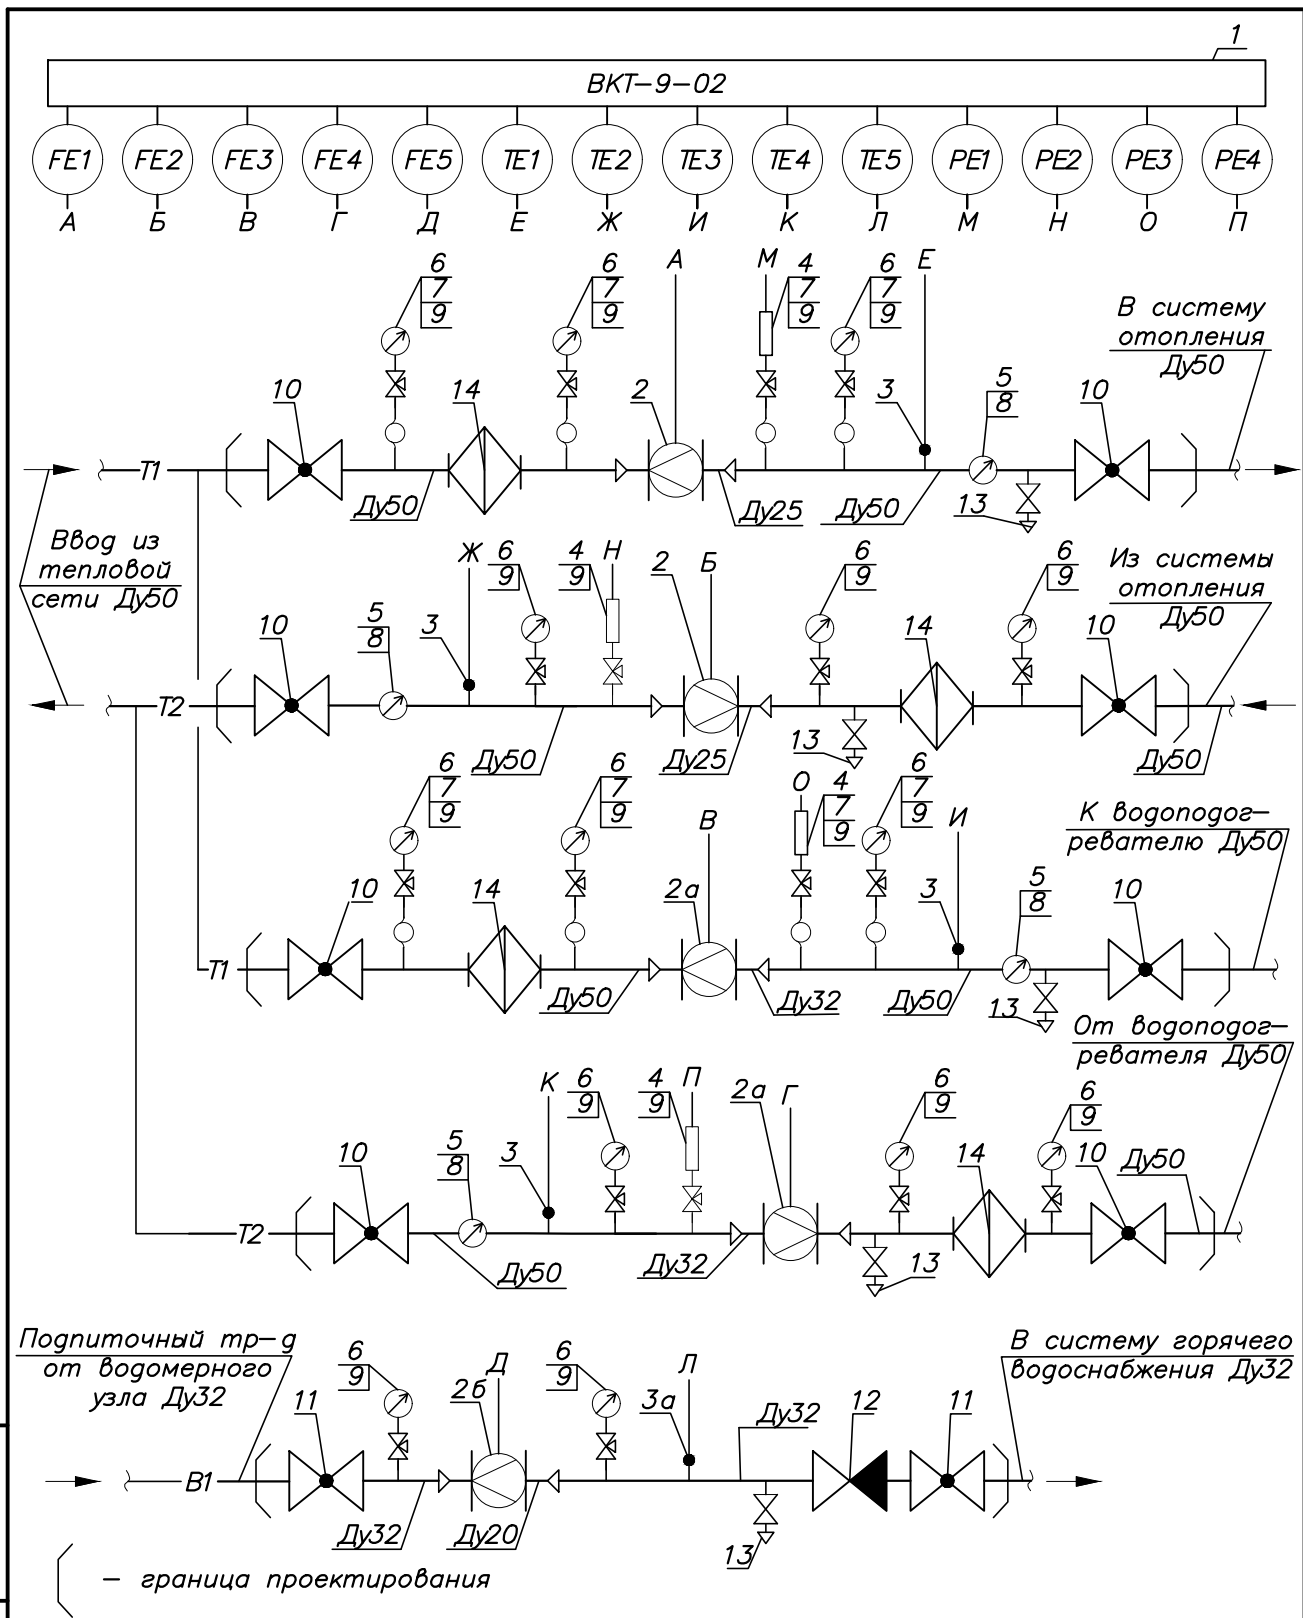 1
ВКТ-9-02
FE1 FE2 FE3 FE4 FE5 TE1 TE2 TE3 TE4 TE5 PE1 PE2 PE3 PE4
А Б В Г Д Е Ж И К Л М Н О П
6 6 А М 4 6 Е
7 7 7 7
9 9 9 9
В систему
отопления
Ду50
10 14 2 3 5 10
8
Т1
Ду50 Ду25 Ду50 13
Ввод из
тепловой
сети Ду50
Ж 6 4 Н 2 Б 6 6
9 9 9 9
Из системы
отопления
Ду50
10 5 3 14 10
8
Т2
Ду50 Ду25 13 Ду50
6 6 О 4 6
7 7 7 7
9 9 9 9
В И
К водоподог-
ревателю Ду50
10 14 2а 3 5 10
8
Т1
Ду50 Ду32 Ду50 13
От водоподог-
ревателя Ду50
К 6 4 П 2а Г 6 6
9 9 9 9
10 5 3 14 10 Ду50
8
Т2
Ду50 Ду32 13
Подпиточный тр-д
от водомерного
узла Ду32
6 Д 6 Л
9 9
В систему горячего
водоснабжения Ду32
11 2б 3а Ду32 12 11
В1
Ду32 Ду20 13
- граница проектирования